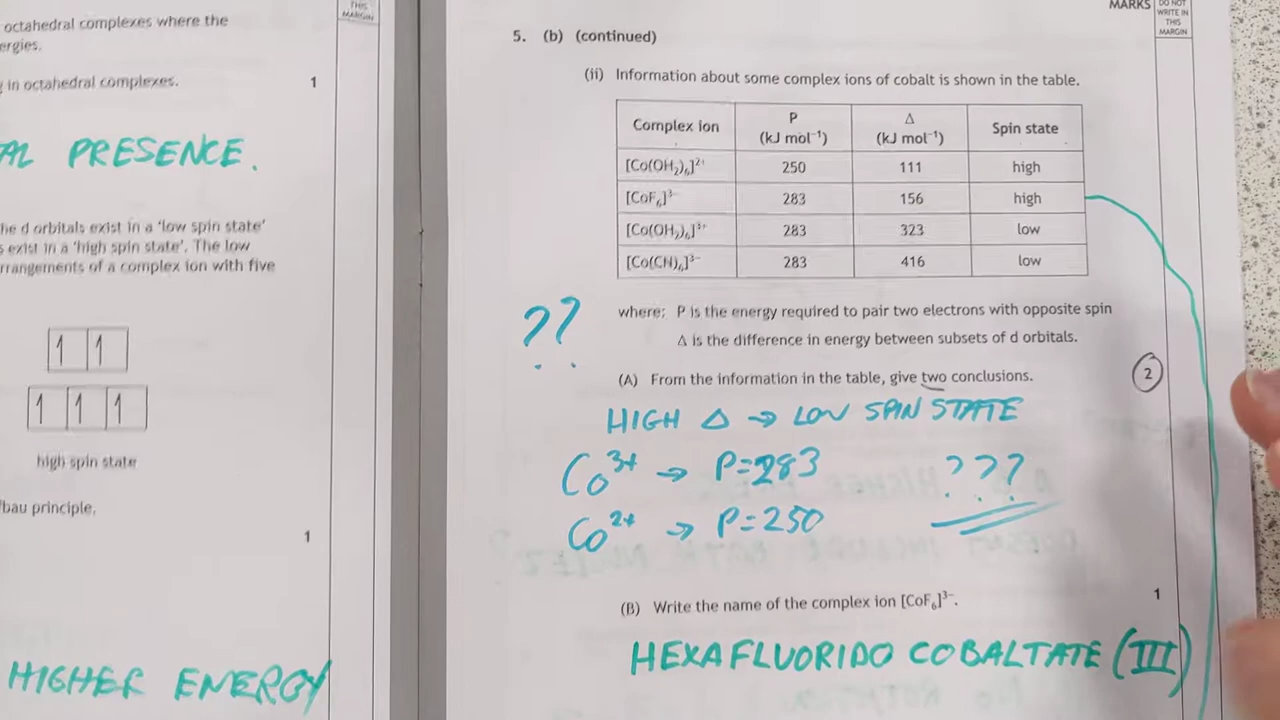 octahedral complexes where the
ergies.
in octahedral complexes.
1
THIS
MARGIN
AL PRESENCE.
he d orbitals exist in a 'low spin state'
s exist in a 'high spin state'. The low
rrangements of a complex ion with five
1 1
1 1 1
high spin state
bau principle,
1
HIGHER ENERGY
MARKS
DO NOT
WRITE IN
THIS
MARGIN
5. (b) (continued)
(ii) Information about some complex ions of cobalt is shown in the table.
Complex ion P (kJ mol⁻¹) Δ (kJ mol⁻¹) Spin state
[Co(OH₂)₆]²⁺ 250 111 high
[CoF₆]³⁻ 283 156 high
[Co(OH₂)₆]³⁺ 283 323 low
[Co(CN)₆]³⁻ 283 416 low
??
where; P is the energy required to pair two electrons with opposite spin
Δ is the difference in energy between subsets of d orbitals.
(A) From the information in the table, give two conclusions.
2
HIGH Δ → LOW SPIN STATE
Co³⁺ → P=283 ???
Co²⁺ → P=250
(B) Write the name of the complex ion [CoF₆]³⁻.
1
HEXAFLUORIDO COBALTATE (III)